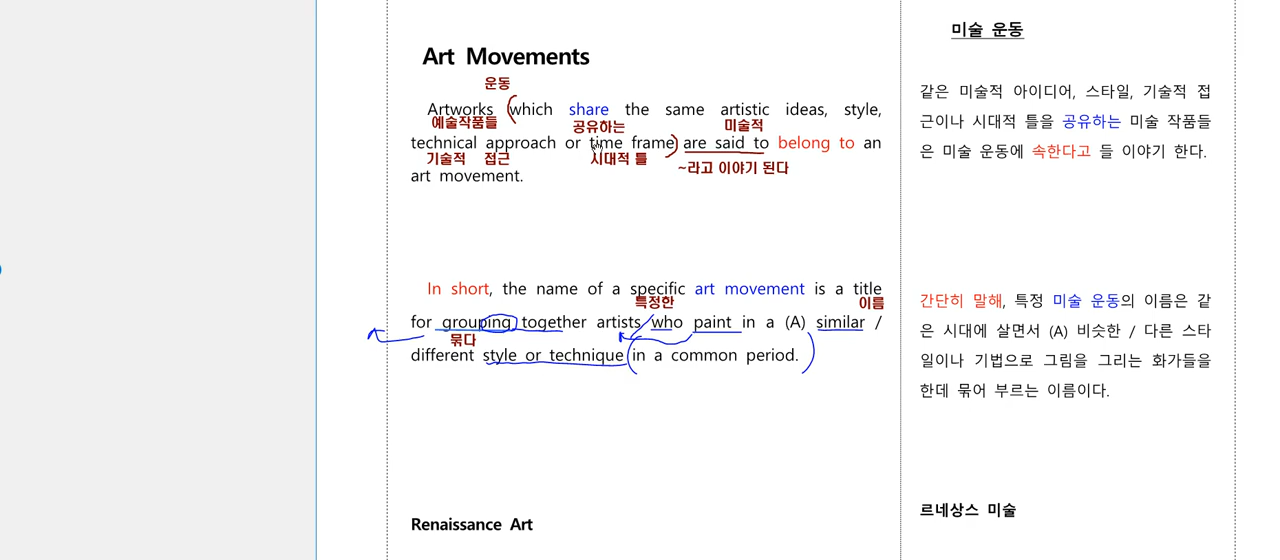 Art Movements
운동
Artworks (which share the same artistic ideas, style,
예술작품들 공유하는 미술적
technical approach or time frame) are said to belong to an
기술적 접근 시대적 틀 ~라고 이야기 된다
art movement.
In short, the name of a specific art movement is a title
특정한 이름
for grouping together artists who paint in a (A) similar /
묶다
different style or technique (in a common period.)
Renaissance Art
미술 운동
같은 미술적 아이디어, 스타일, 기술적 접
근이나 시대적 틀을 공유하는 미술 작품들
은 미술 운동에 속한다고 들 이야기 한다.
간단히 말해, 특정 미술 운동의 이름은 같
은 시대에 살면서 (A) 비슷한 / 다른 스타
일이나 기법으로 그림을 그리는 화가들을
한데 묶어 부르는 이름이다.
르네상스 미술